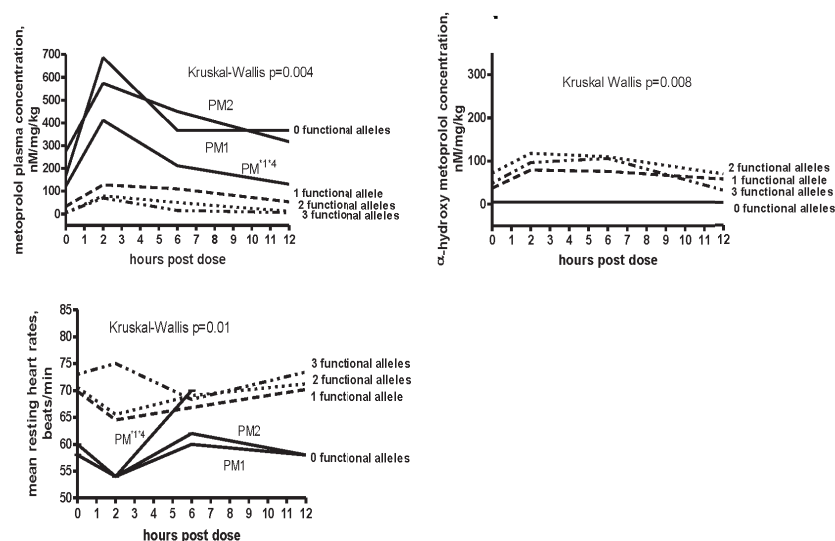 metoprolol plasma concentration,
nM/mg/kg
700
600
500
400
300
200
100
0
Kruskal-Wallis p=0.004
PM2
0 functional alleles
PM1
PM*1*4
1 functional allele
2 functional alleles
3 functional alleles
0 1 2 3 4 5 6 7 8 9 10 11 12
hours post dose
α-hydroxy metoprolol concentration,
nM/mg/kg
300
200
100
0
Kruskal Wallis p=0.008
2 functional alleles
1 functional allele
3 functional alleles
0 functional alleles
0 1 2 3 4 5 6 7 8 9 10 11 12
hours post dose
mean resting heart rates,
beats/min
85
80
75
70
65
60
55
50
Kruskal-Wallis p=0.01
3 functional alleles
2 functional alleles
1 functional allele
PM*1*4
PM2
0 functional alleles
PM1
0 1 2 3 4 5 6 7 8 9 10 11 12
hours post dose